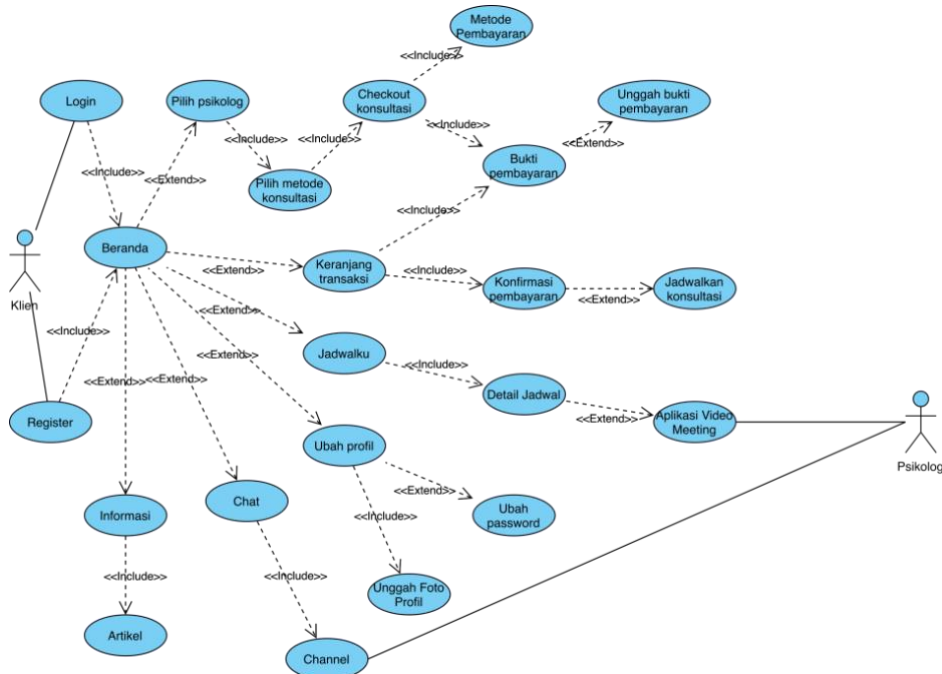 Metode
Pembayaran
<<Include>>
Login
Pilih psikolog
Checkout
konsultasi
Unggah bukti
pembayaran
<<Include>>
<<Include>>
<<Include>>
<<Extend>>
Bukti
pembayaran
<<Include>>
<<Extend>>
Pilih metode
konsultasi
<<Include>>
Beranda
<<Extend>>
Keranjang
transaksi
<<Include>>
Konfirmasi
pembayaran
<<Extend>>
Jadwalkan
konsultasi
Klien
<<Include>>
<<Extend>>
<<Extend>>
Jadwalku
<<Include>>
<<Extend>>
<<Extend>>
Detail Jadwal
<<Extend>>
Aplikasi Video
Meeting
Psikolog
Register
Ubah profil
<<Extend>>
Informasi
Chat
<<Include>>
Ubah
password
<<Include>>
<<Include>>
Unggah Foto
Profil
Artikel
Channel